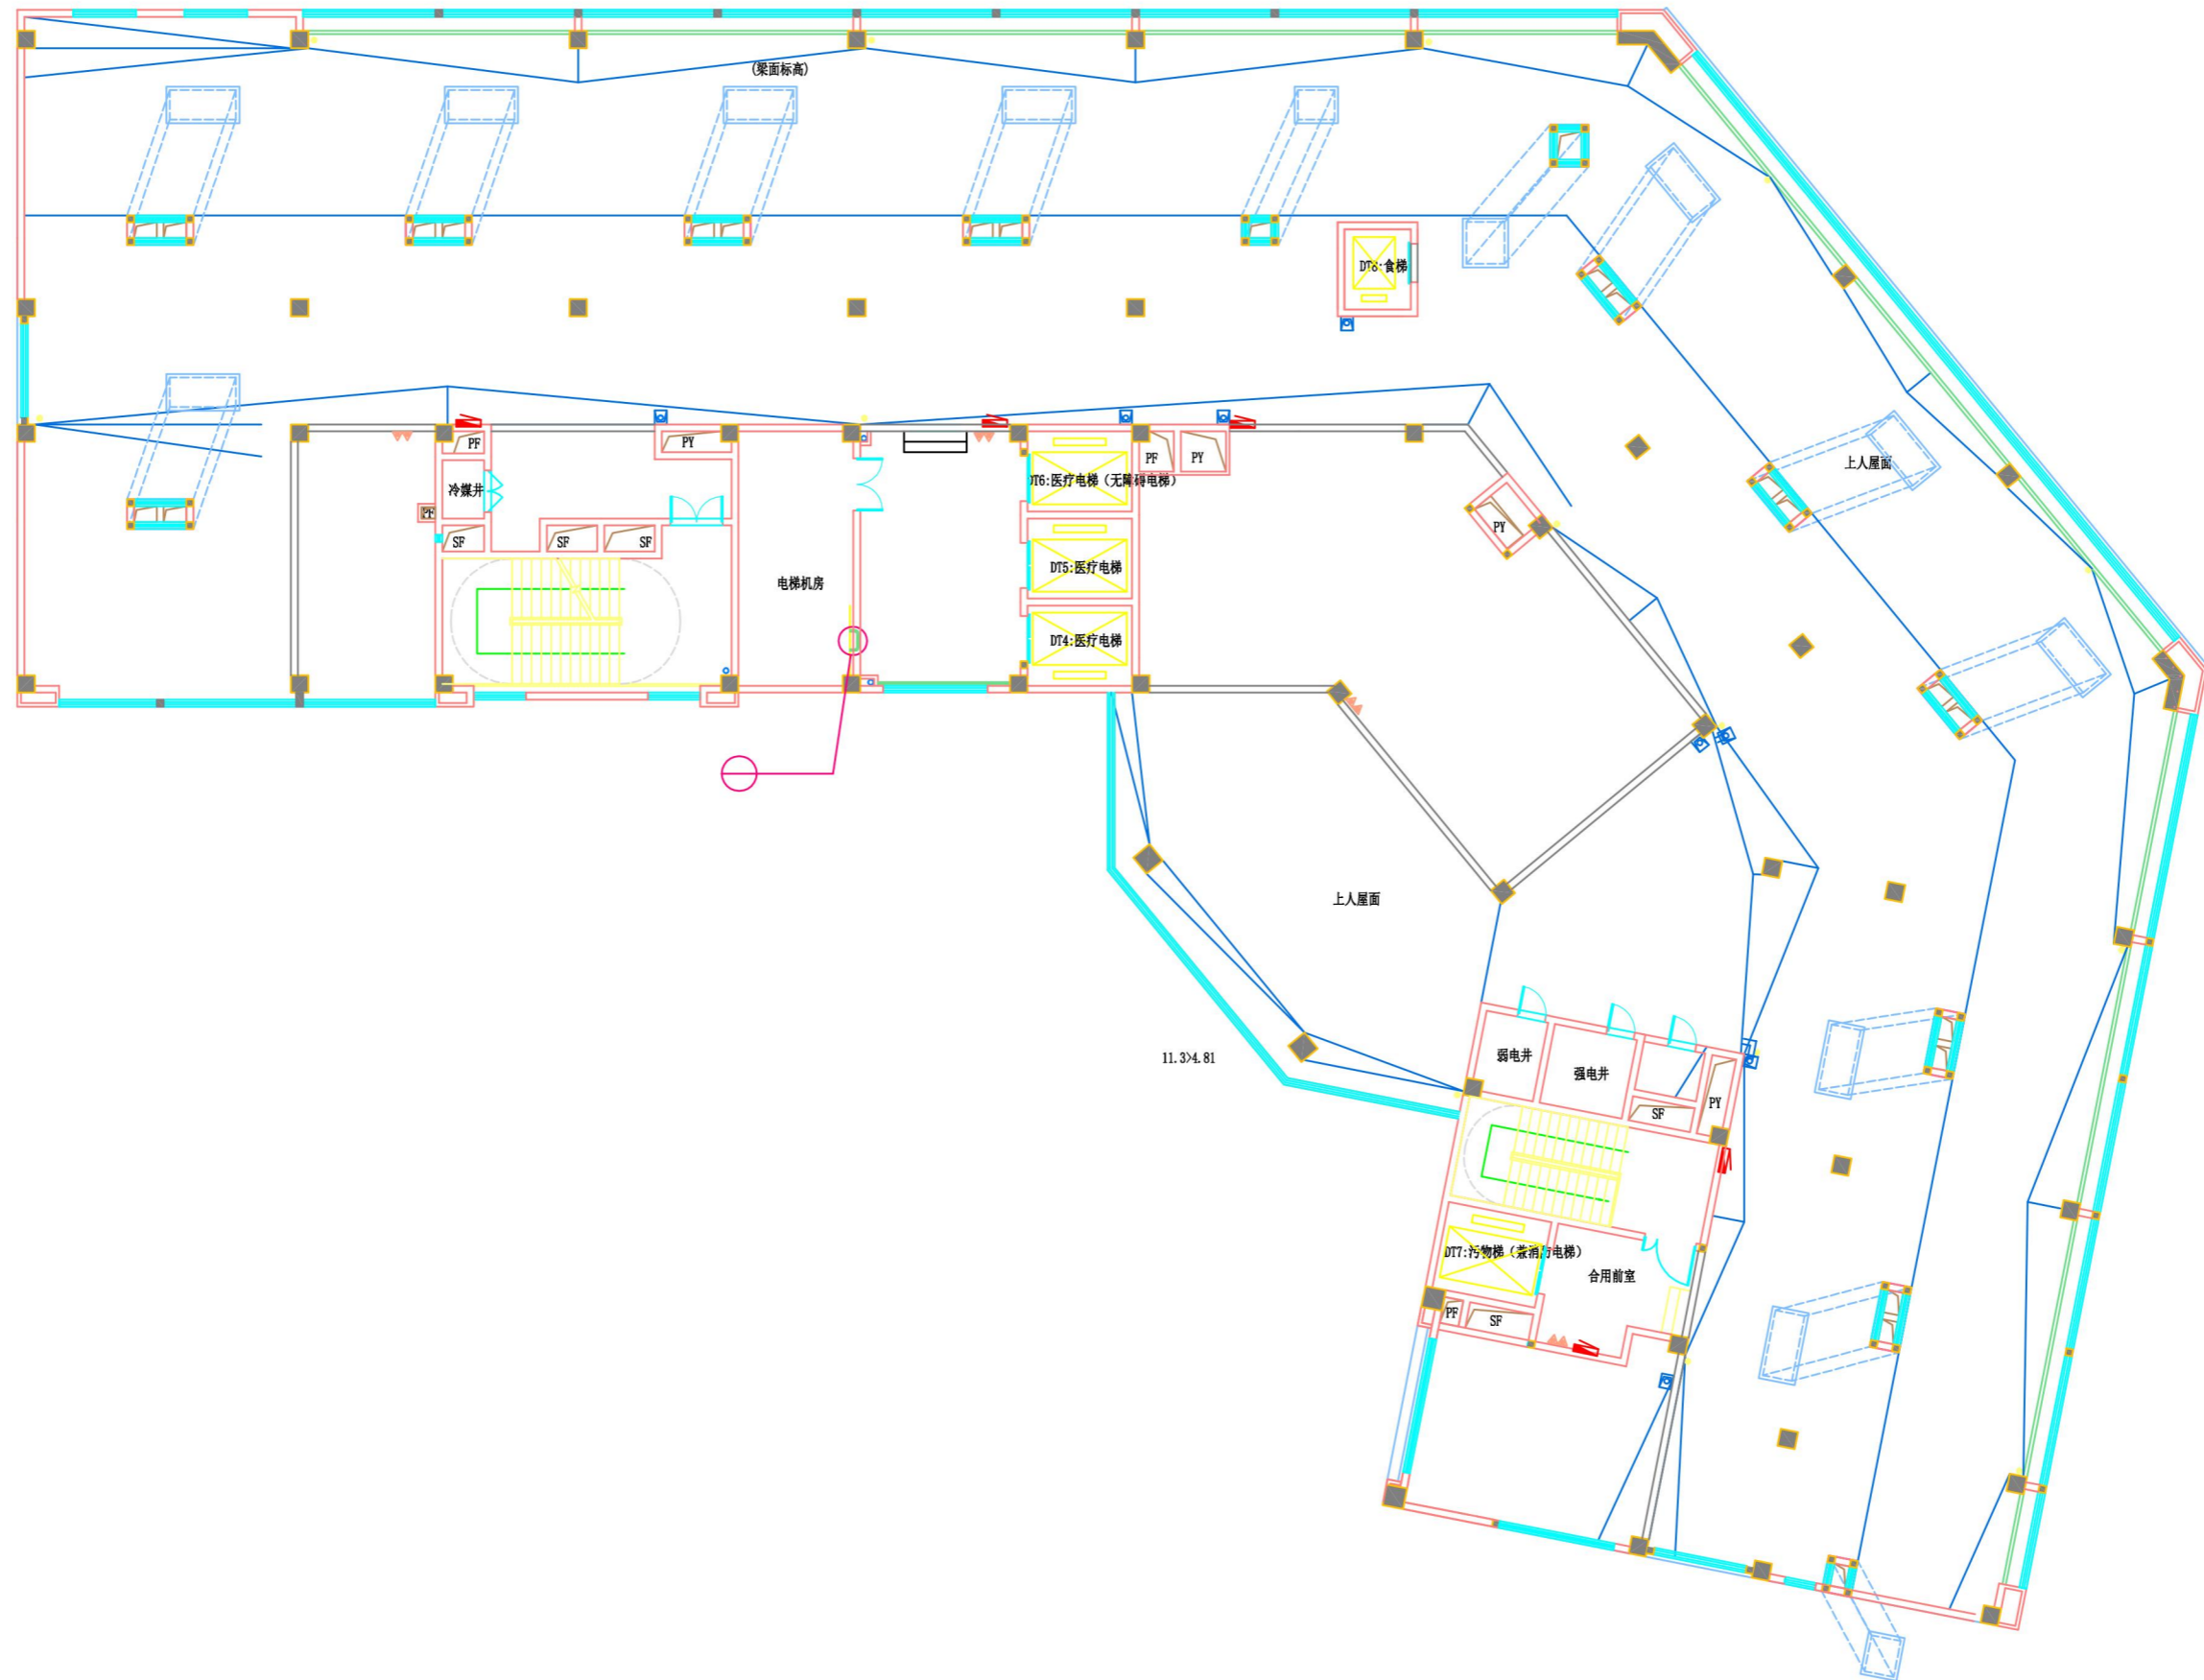 (梁面标高)
DT8:食梯
PF
PY
PF
PY
上人屋面
冷媒井
DT6:医疗电梯（无障碍电梯）
PF
PY
SF
SF
SF
DT5:医疗电梯
电梯机房
DT4:医疗电梯
上人屋面
11.3>4.81
弱电井
强电井
PY
SF
DT7:污物梯（兼消防电梯）
合用前室
PF
SF